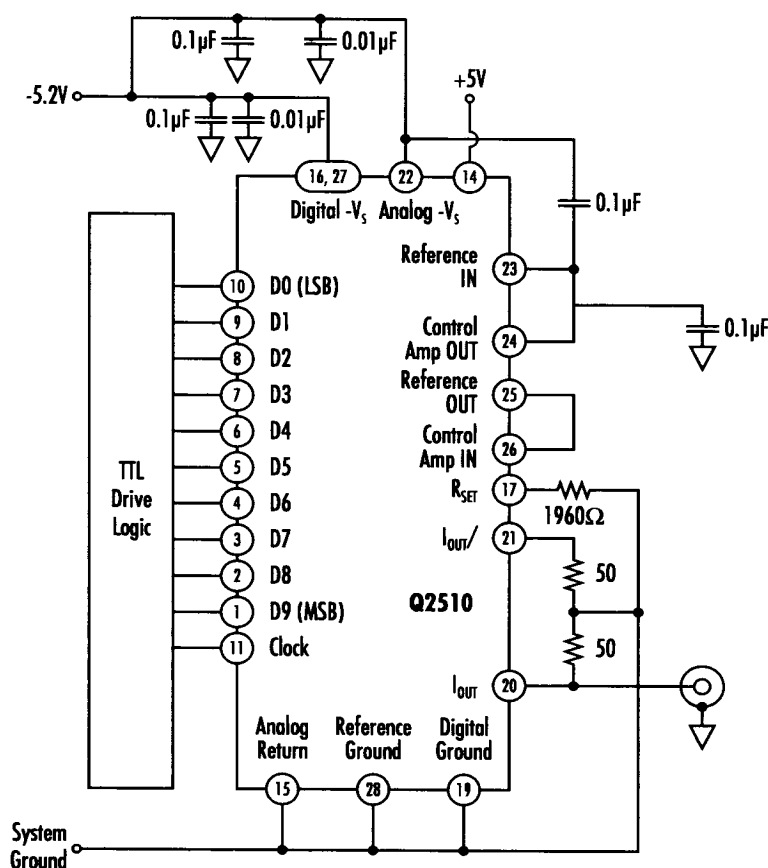 0.1µF
0.01µF
+5V
-5.2V
0.1µF
0.01µF
16, 27
22
14
Digital -Vs
Analog -Vs
0.1µF
Reference
IN
23
10
D0 (LSB)
9
D1
Control
Amp OUT
24
0.1µF
8
D2
7
D3
Reference
OUT
25
6
D4
Control
Amp IN
26
TTL
Drive
Logic
5
D5
RSET
17
1960Ω
4
D6
3
D7
IOUT/
21
50
2
D8
1
D9 (MSB)
Q2510
11
Clock
50
IOUT
20
Analog
Return
Reference
Ground
Digital
Ground
15
28
19
System
Ground